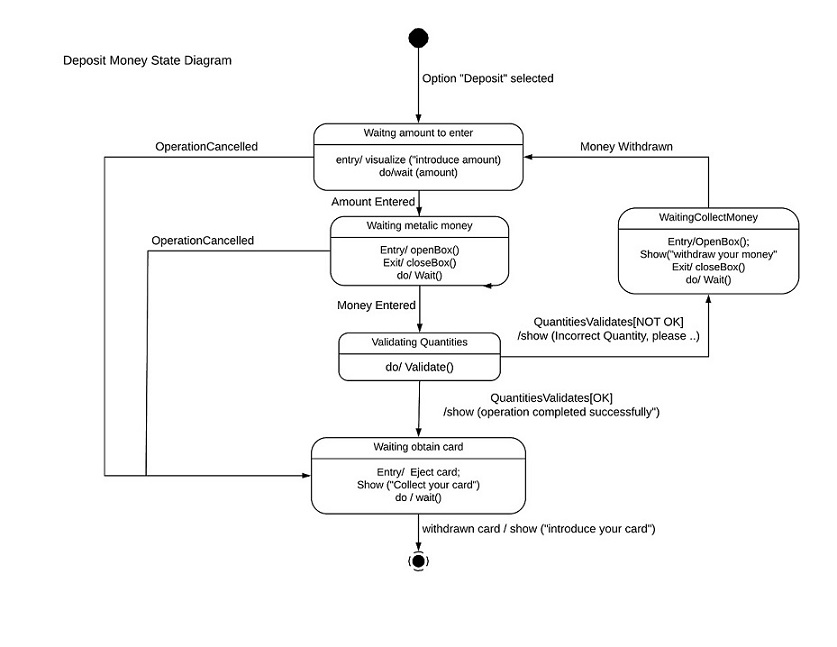 Deposit Money State Diagram
Option "Deposit" selected
Waitng amount to enter
entry/ visualize ("introduce amount)
do/wait (amount)
OperationCancelled
Money Withdrawn
Amount Entered
Waiting metalic money
Entry/ openBox()
Exit/ closeBox()
do/ Wait()
OperationCancelled
WaitingCollectMoney
Entry/OpenBox();
Show("withdraw your money"
Exit/ closeBox()
do/ Wait()
Money Entered
Validating Quantities
do/ Validate()
QuantitiesValidates[NOT OK]
/show (Incorrect Quantity, please ..)
QuantitiesValidates[OK]
/show (operation completed successfully")
Waiting obtain card
Entry/  Eject card;
Show ("Collect your card")
do / wait()
withdrawn card / show ("introduce your card")